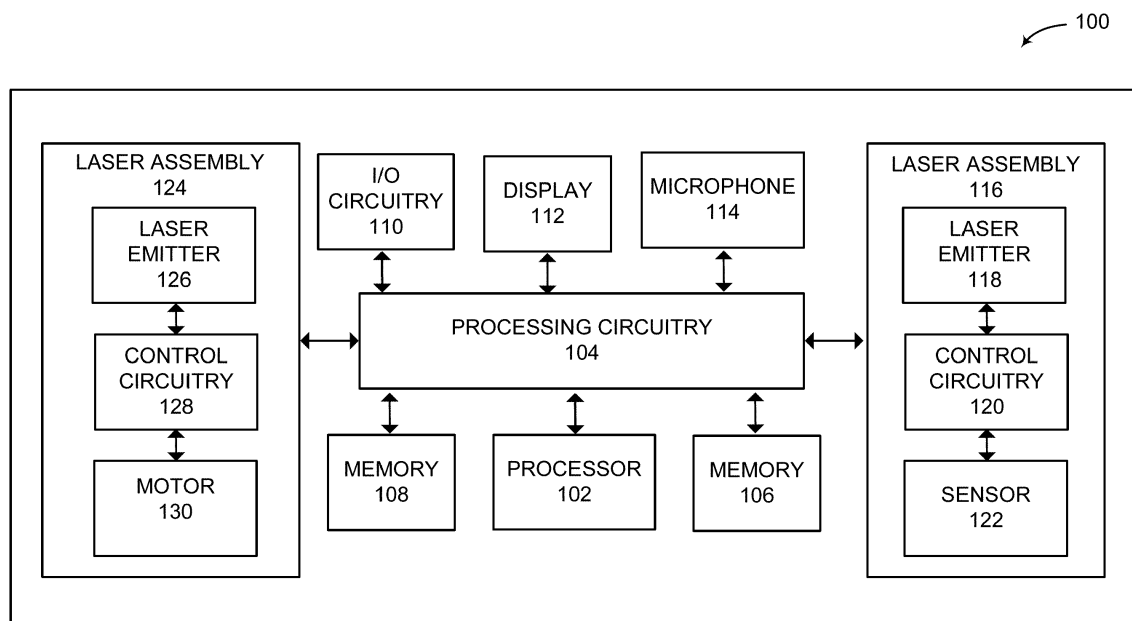 100
LASER ASSEMBLY
124
LASER
EMITTER
126
CONTROL
CIRCUITRY
128
MOTOR
130
I/O
CIRCUITRY
110
DISPLAY
112
MICROPHONE
114
PROCESSING CIRCUITRY
104
MEMORY
108
PROCESSOR
102
MEMORY
106
LASER ASSEMBLY
116
LASER
EMITTER
118
CONTROL
CIRCUITRY
120
SENSOR
122